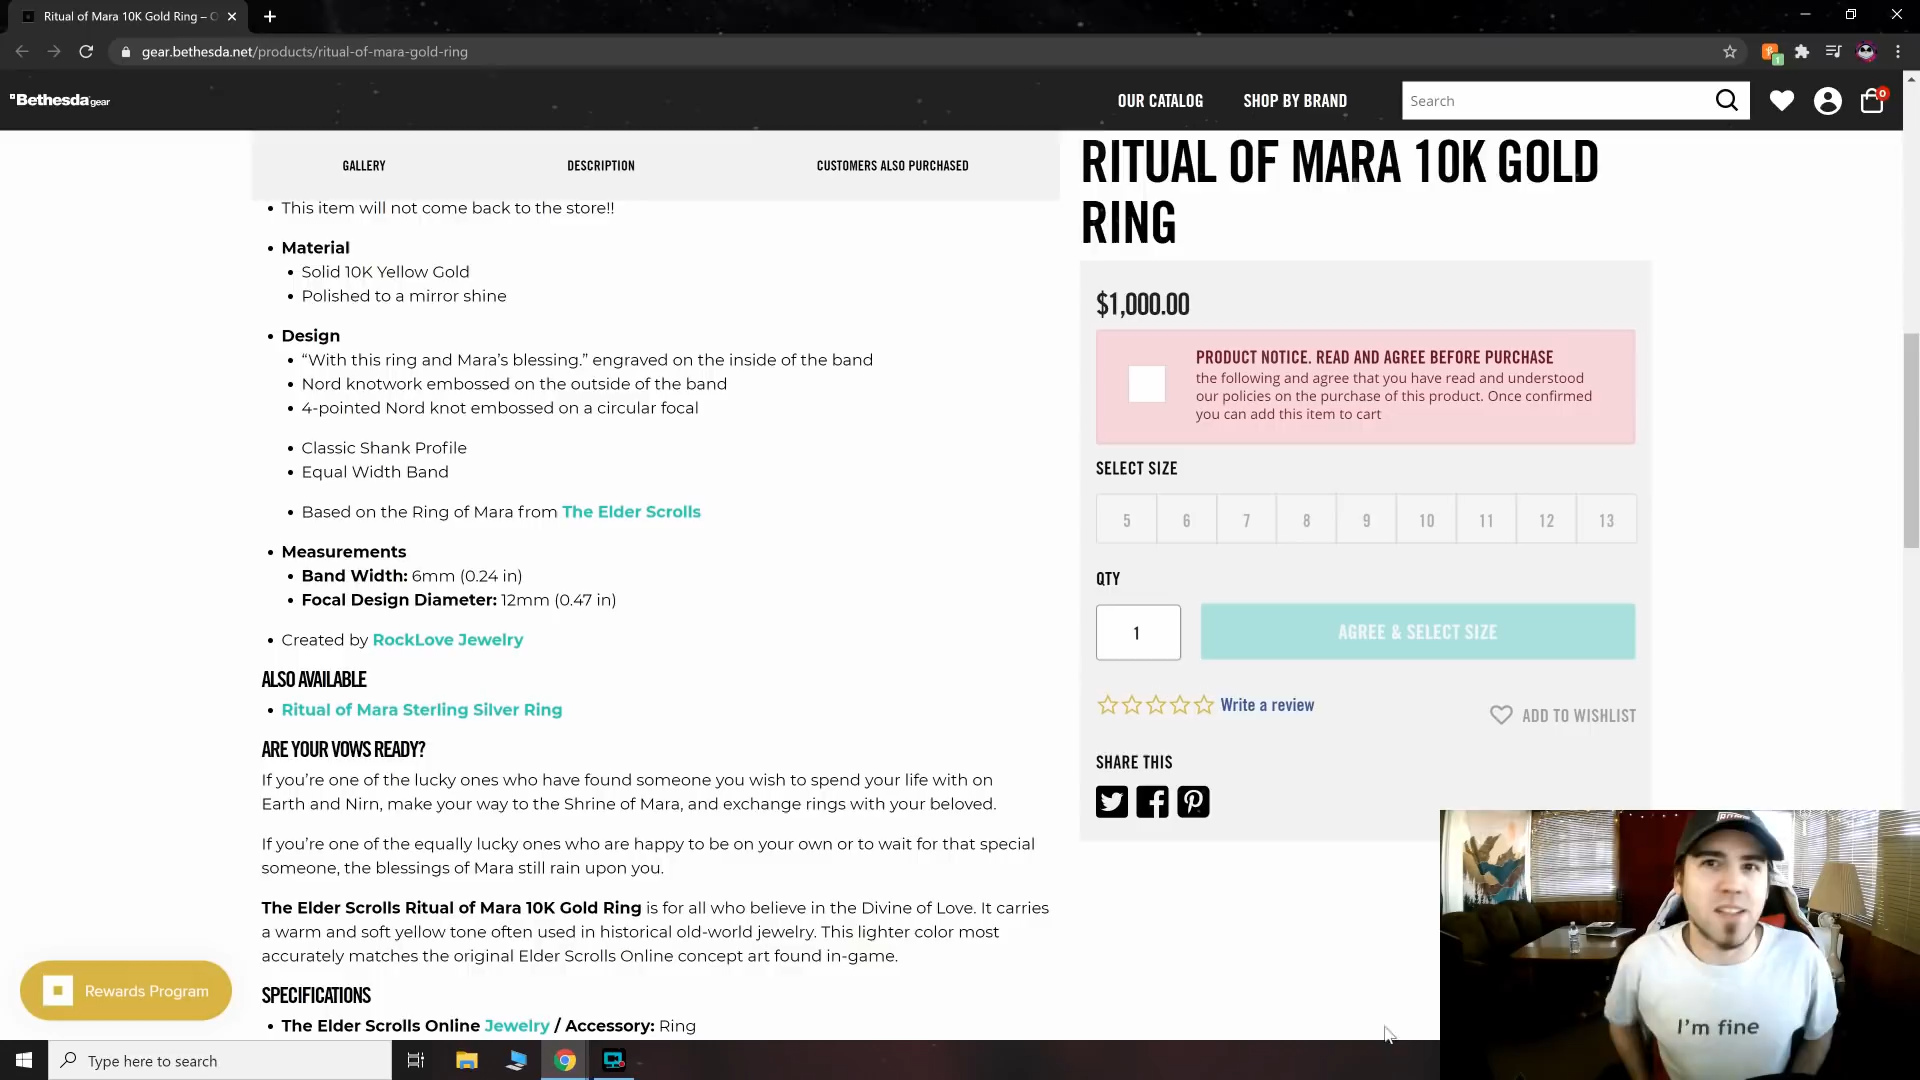 Ritual of Mara 10K Gold Ring – O
gear.bethesda.net/products/ritual-of-mara-gold-ring
Bethesda gear
OUR CATALOG
SHOP BY BRAND
Search
0
GALLERY
DESCRIPTION
CUSTOMERS ALSO PURCHASED
• This item will not come back to the store!!
• Material
• Solid 10K Yellow Gold
• Polished to a mirror shine
• Design
• “With this ring and Mara’s blessing.” engraved on the inside of the band
• Nord knotwork embossed on the outside of the band
• 4-pointed Nord knot embossed on a circular focal
• Classic Shank Profile
• Equal Width Band
• Based on the Ring of Mara from The Elder Scrolls
• Measurements
• Band Width: 6mm (0.24 in)
• Focal Design Diameter: 12mm (0.47 in)
• Created by RockLove Jewelry
ALSO AVAILABLE
• Ritual of Mara Sterling Silver Ring
ARE YOUR VOWS READY?
If you’re one of the lucky ones who have found someone you wish to spend your life with on
Earth and Nirn, make your way to the Shrine of Mara, and exchange rings with your beloved.
If you’re one of the equally lucky ones who are happy to be on your own or to wait for that special
someone, the blessings of Mara still rain upon you.
The Elder Scrolls Ritual of Mara 10K Gold Ring is for all who believe in the Divine of Love. It carries
a warm and soft yellow tone often used in historical old-world jewelry. This lighter color most
accurately matches the original Elder Scrolls Online concept art found in-game.
SPECIFICATIONS
• The Elder Scrolls Online Jewelry / Accessory: Ring
RITUAL OF MARA 10K GOLD
RING
$1,000.00
PRODUCT NOTICE. READ AND AGREE BEFORE PURCHASE
the following and agree that you have read and understood
our policies on the purchase of this product. Once confirmed
you can add this item to cart
SELECT SIZE
5 6 7 8 9 10 11 12 13
QTY
1
AGREE & SELECT SIZE
Write a review
ADD TO WISHLIST
SHARE THIS
Rewards Program
I'm fine
Type here to search